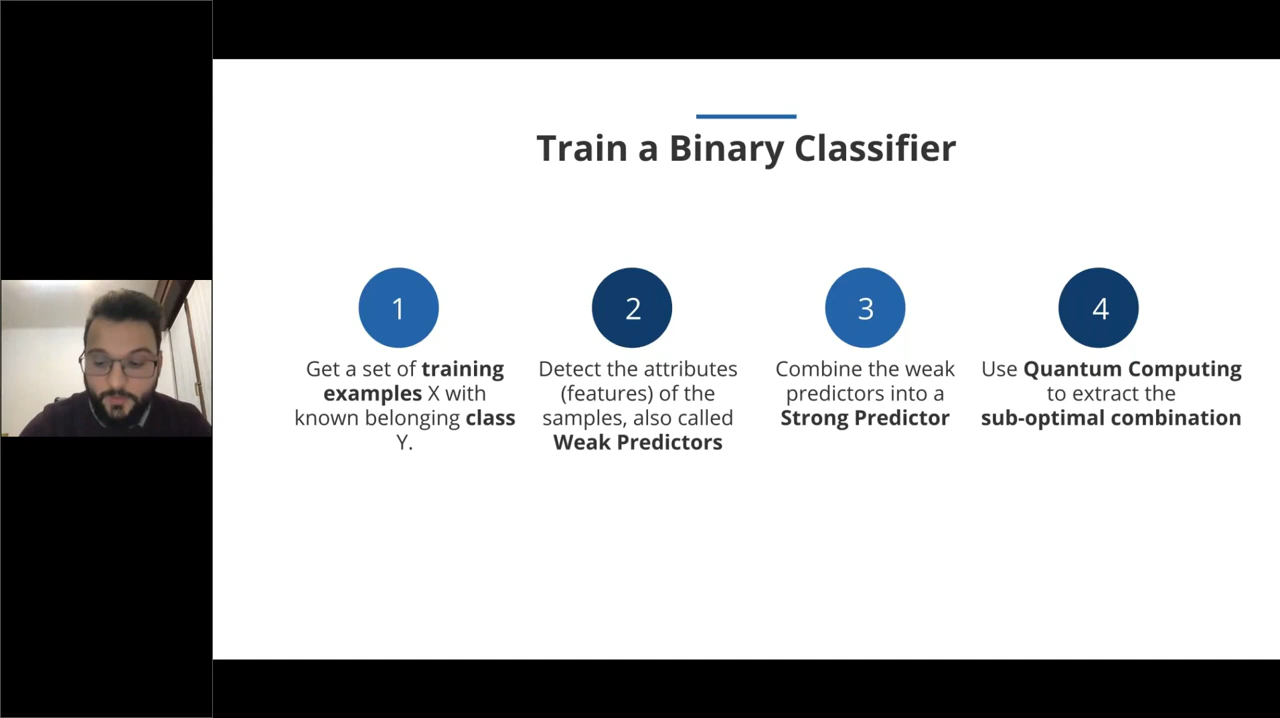 Train a Binary Classifier
1
Get a set of training
examples X with
known belonging class
Y.
2
Detect the attributes
(features) of the
samples, also called
Weak Predictors
3
Combine the weak
predictors into a
Strong Predictor
4
Use Quantum Computing
to extract the
sub-optimal combination